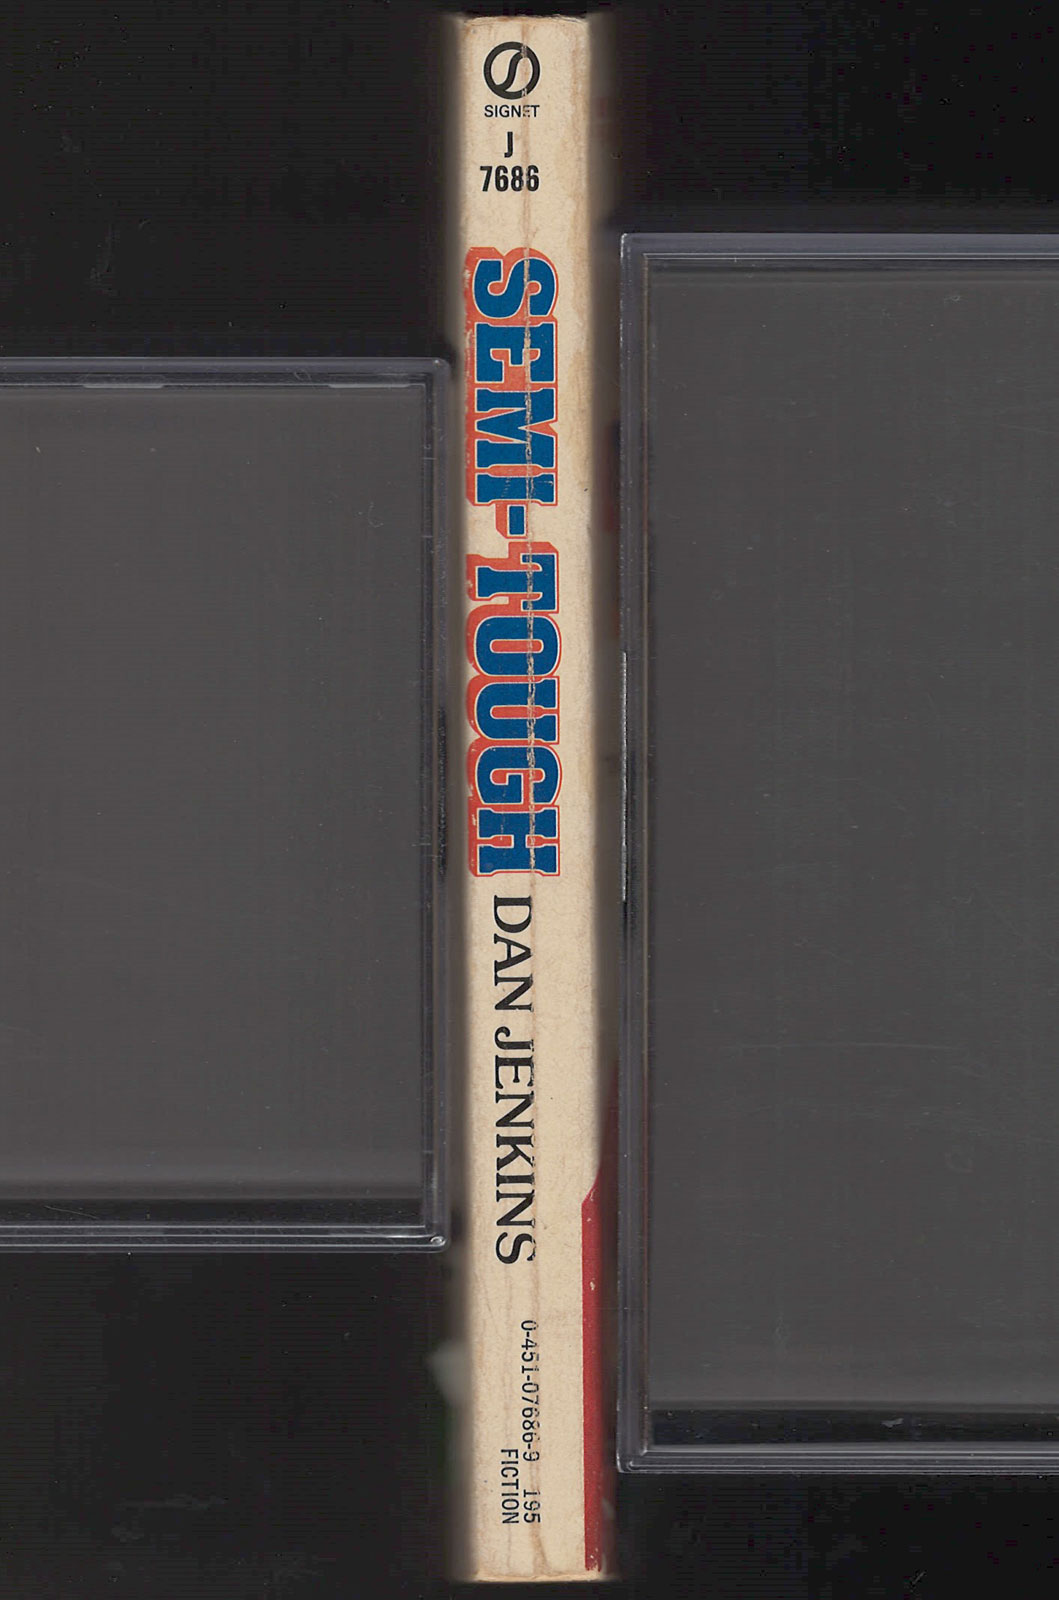 SIGNET
J
7686
SEMI-TOUGH
DAN JENKINS
0-451-07686-9 195
FICTION